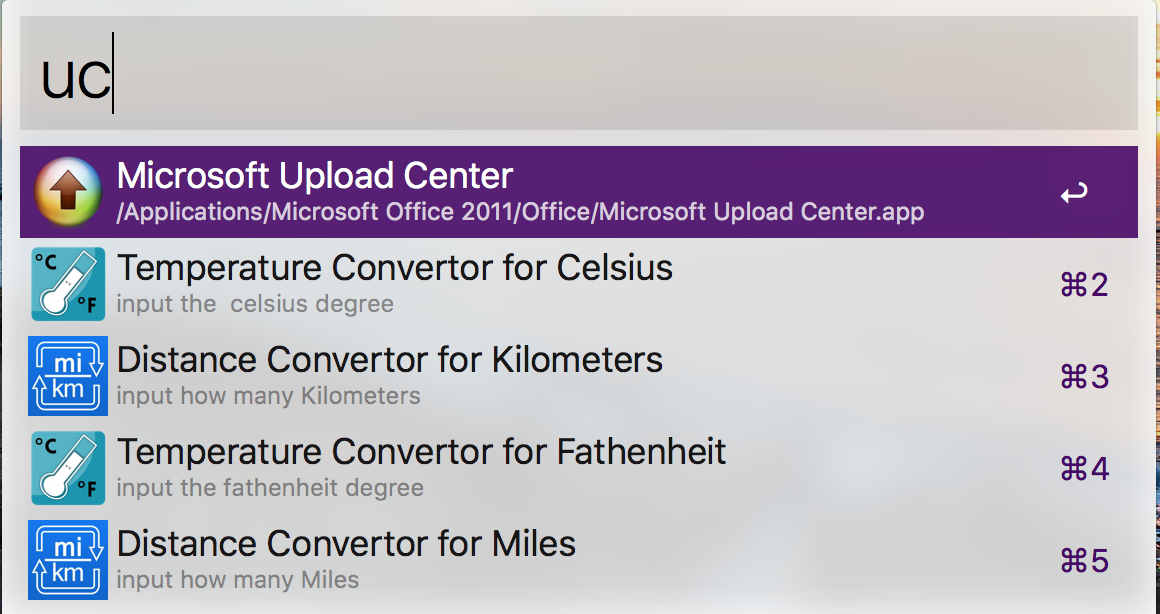 uc
Microsoft Upload Center
/Applications/Microsoft Office 2011/Office/Microsoft Upload Center.app
↩
°C
°F
Temperature Convertor for Celsius
input the  celsius degree
⌘2
mi
km
Distance Convertor for Kilometers
input how many Kilometers
⌘3
°C
°F
Temperature Convertor for Fathenheit
input the fathenheit degree
⌘4
mi
km
Distance Convertor for Miles
input how many Miles
⌘5